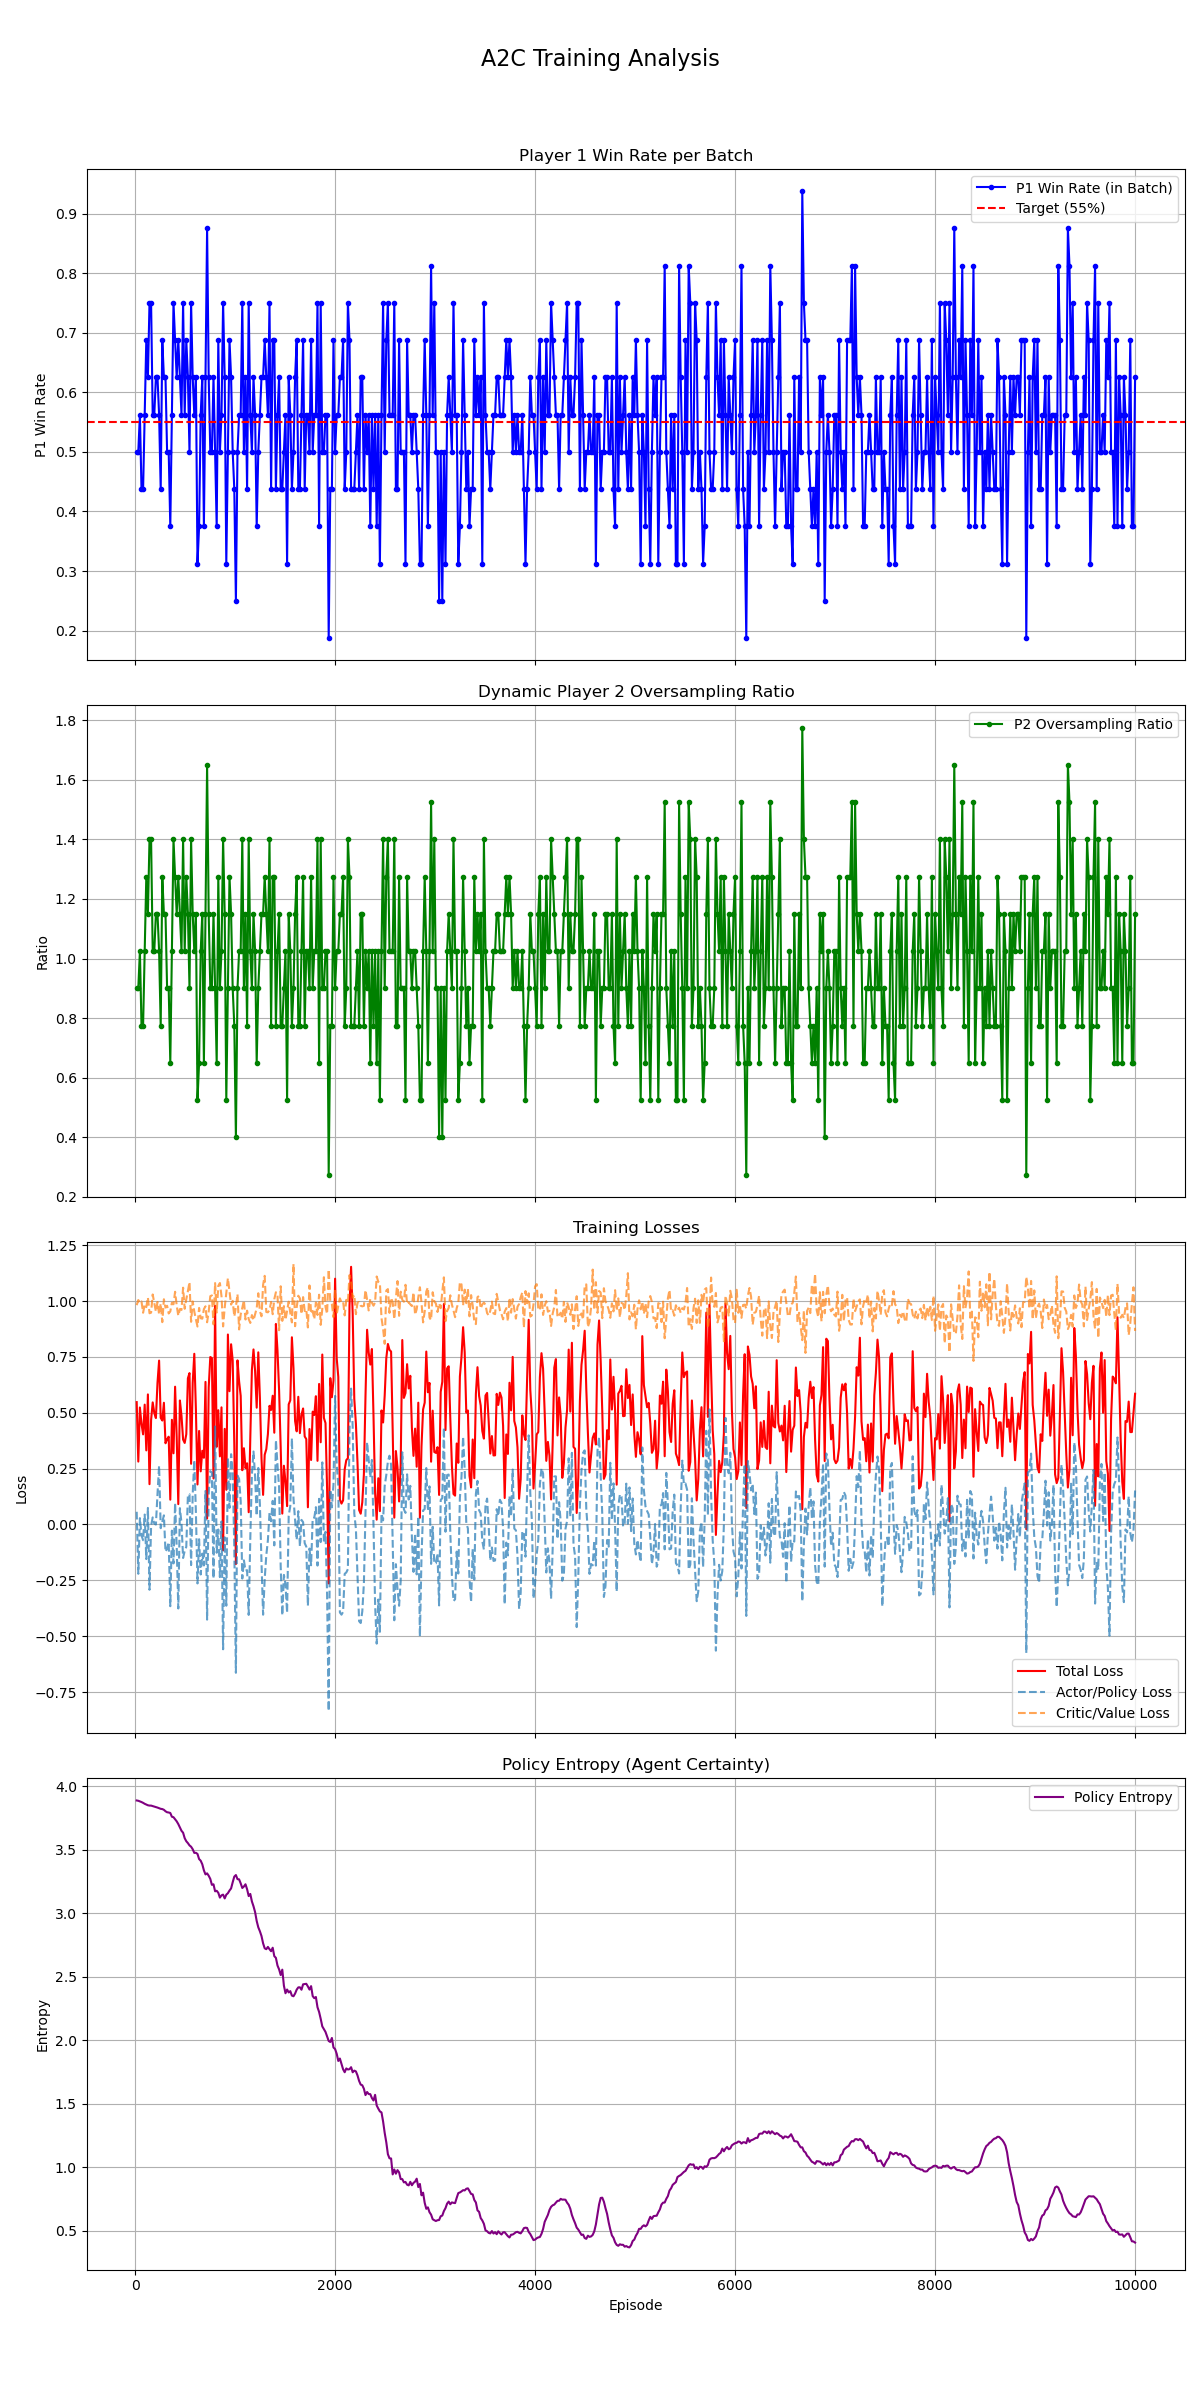 A2C Training Analysis
Player 1 Win Rate per Batch
P1 Win Rate (in Batch)
Target (55%)
P1 Win Rate
0.9
0.8
0.7
0.6
0.5
0.4
0.3
0.2
Dynamic Player 2 Oversampling Ratio
P2 Oversampling Ratio
Ratio
1.8
1.6
1.4
1.2
1.0
0.8
0.6
0.4
0.2
Training Losses
Loss
1.25
1.00
0.75
0.50
0.25
0.00
−0.25
−0.50
−0.75
Total Loss
Actor/Policy Loss
Critic/Value Loss
Policy Entropy (Agent Certainty)
Policy Entropy
Entropy
4.0
3.5
3.0
2.5
2.0
1.5
1.0
0.5
0 2000 4000 6000 8000 10000
Episode